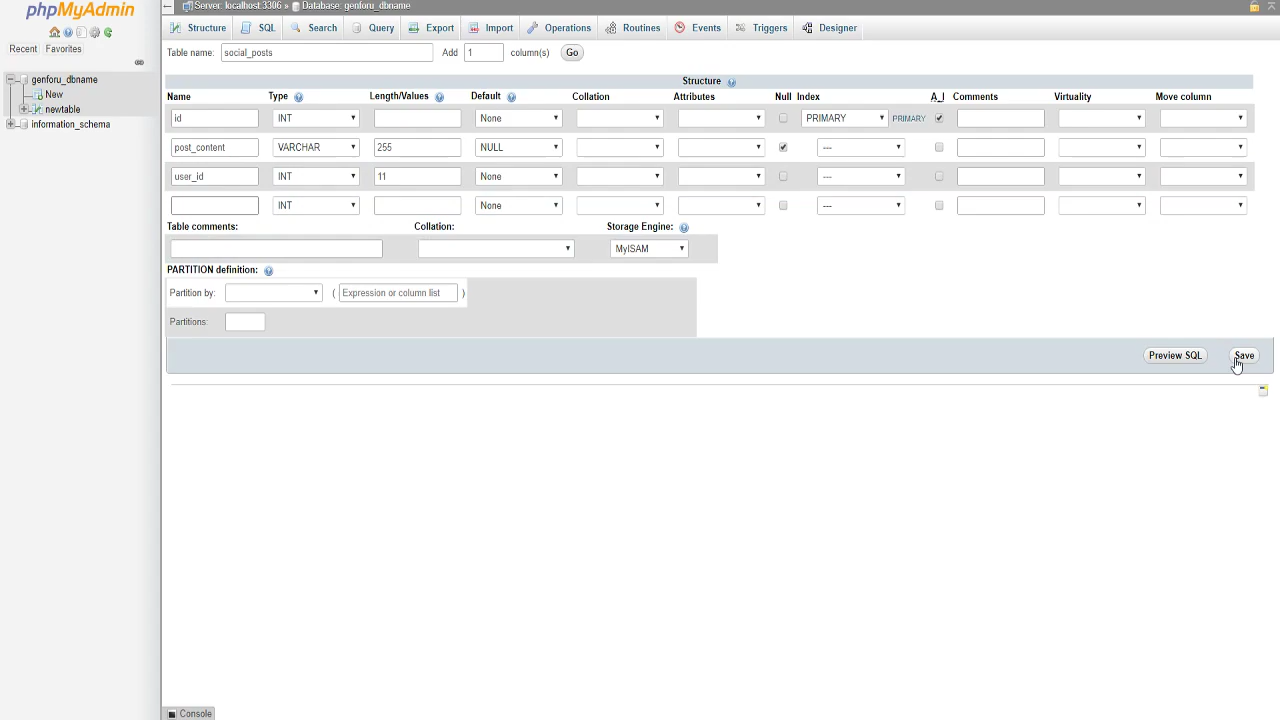 phpMyAdmin
Server: localhost:3306 » Database: genforu_dbname
Structure SQL Search Query Export Import Operations Routines Events Triggers Designer
Recent Favorites
Table name: social_posts Add 1 column(s) Go
genforu_dbname
New
newtable
information_schema
Structure
Name Type Length/Values Default Collation Attributes Null Index A_I Comments Virtuality Move column
id INT None PRIMARY PRIMARY
post_content VARCHAR 255 NULL ---
user_id INT 11 None ---
INT None ---
Table comments: Collation: Storage Engine:
MyISAM
PARTITION definition:
Partition by: ( Expression or column list )
Partitions:
Preview SQL Save
Console